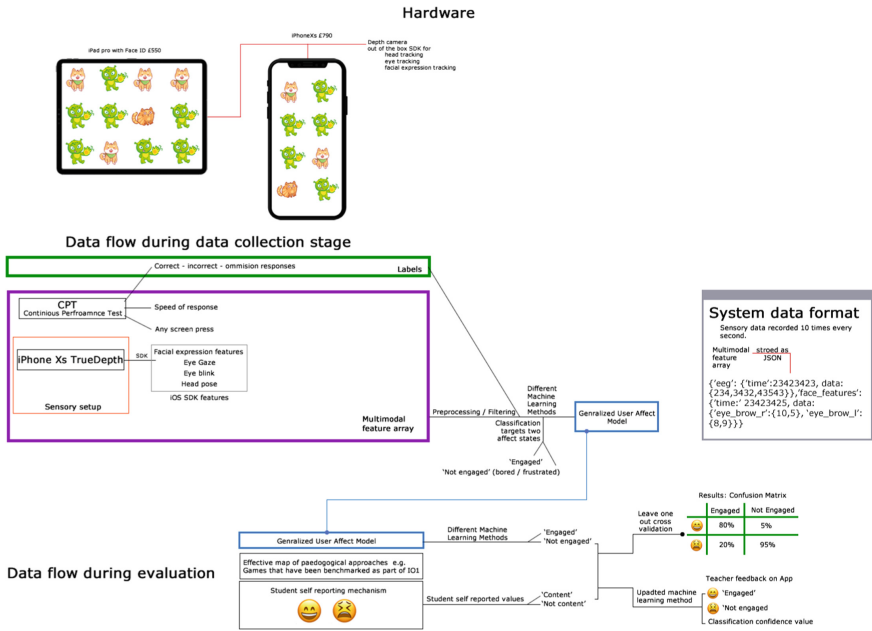 Hardware
iPad pro with Face ID £550
iPhoneXs £790
Depth camera
out of the box SDK for
head tracking
eye tracking
facial expression tracking
Data flow during data collection stage
Correct - incorrect - ommision responses
Labels
CPT
Continious Perfroamnce Test
Speed of response
Any screen press
iPhone Xs TrueDepth
SDK
Facial expression features
Eye Gaze
Eye blink
Head pose
iOS SDK features
Sensory setup
Multimodal
feature array
Preprocessing / Filtering
Different
Machine
Learning
Methods
Classification
targets two
affect states
'Engaged'
'Not engaged' (bored / frustrated)
Genralized User Affect
Model
System data format
Sensory data recorded 10 times every
second.
Multimodal
feature
array
stroed as
JSON
{'eeg': {'time':23423423, data:
{234,3432,43543}},'face_features':
{'time:' 23423425, data:
{'eye_brow_r':{10,5}, 'eye_brow_l':
{8,9}}}
Data flow during evaluation
Genralized User Affect Model
Effective map of paedogogical approaches e.g.
Games that have been benchmarked as part of IO1
Student self reporting mechanism
Different Machine
Learning Methods
'Engaged'
'Not engaged'
Student self reported values
'Content'
'Not content'
Leave one
out cross
validation
Results: Confusion Matrix
Engaged Not Engaged
80% 5%
20% 95%
Upadted machine
learning method
Teacher feedback on App
'Engaged'
'Not engaged
Classification confidence value